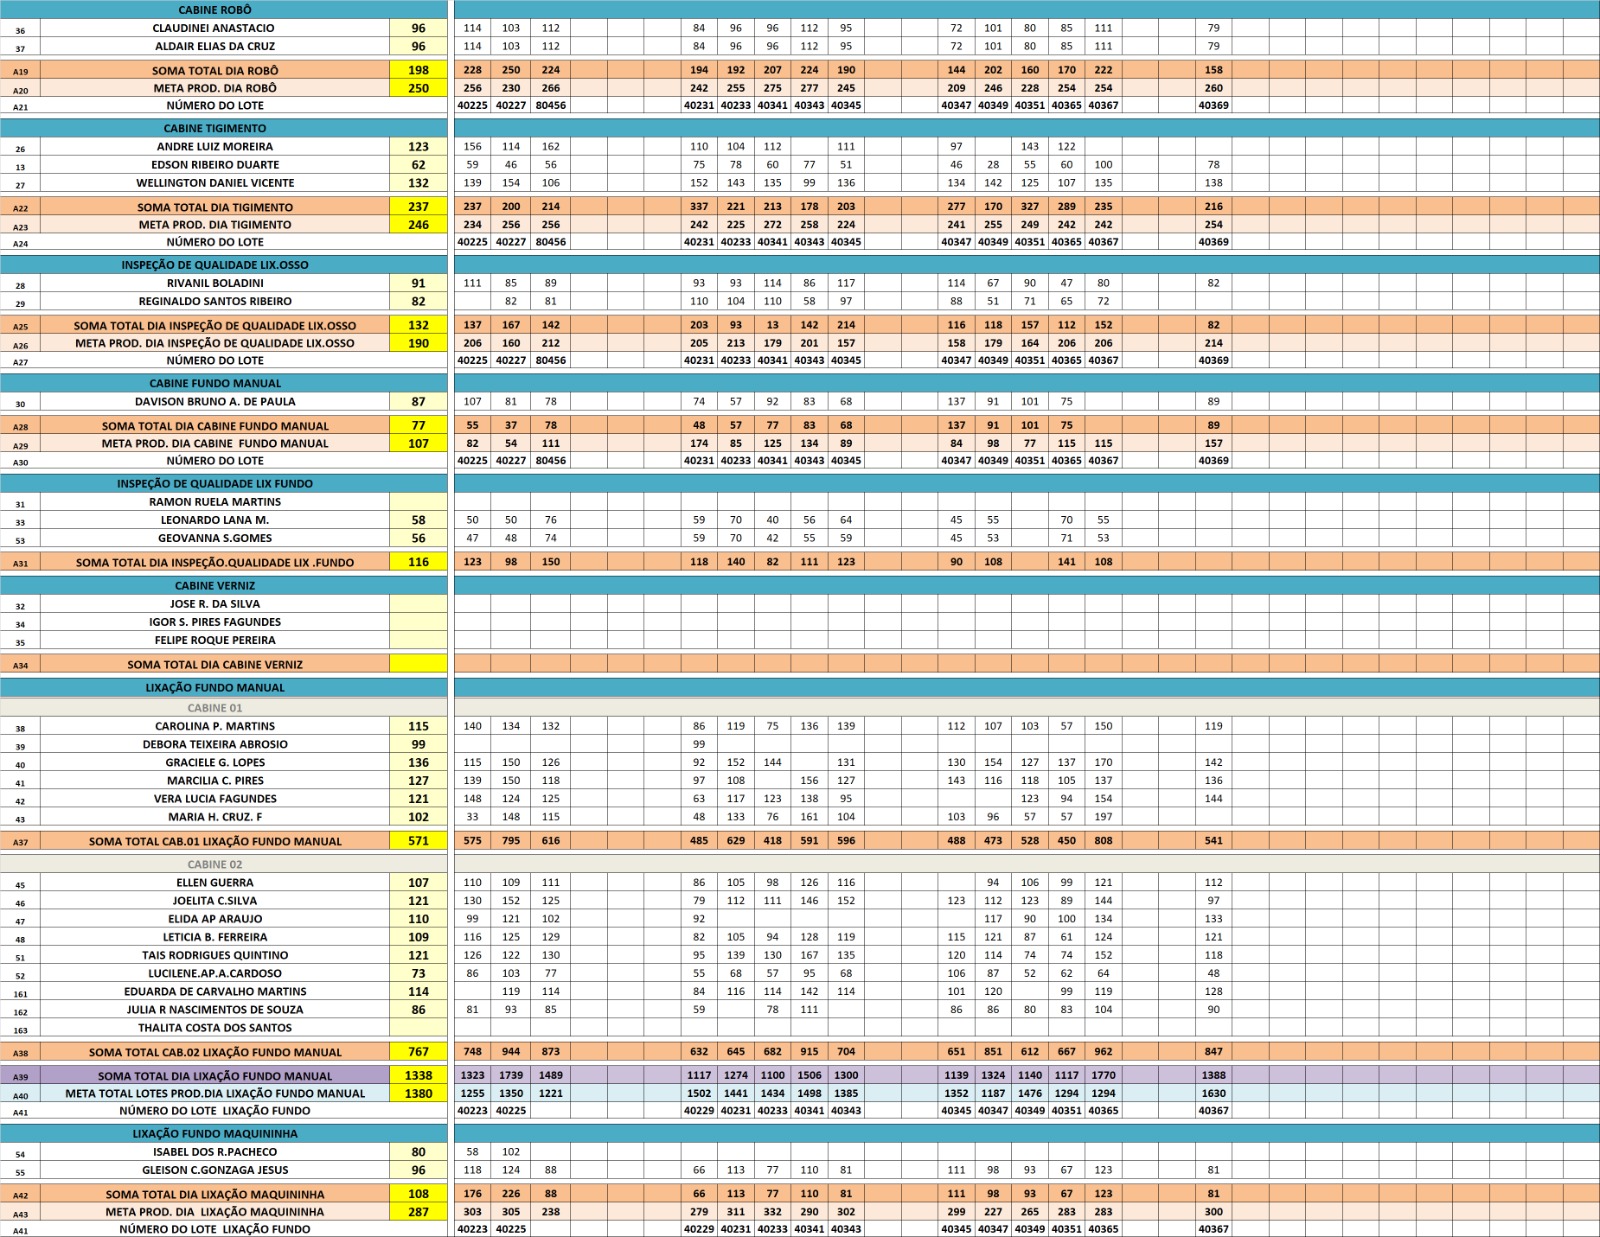 CABINE ROBÔ
36 CLAUDINEI ANASTACIO 96 114 103 112 84 96 96 112 95 72 101 80 85 111 79
37 ALDAIR ELIAS DA CRUZ 96 114 103 112 84 96 96 112 95 72 101 80 85 111 79
A19 SOMA TOTAL DIA ROBÔ 198 228 250 224 194 192 207 224 190 144 202 160 170 222 158
A20 META PROD. DIA ROBÔ 250 256 230 266 242 255 275 277 245 209 246 228 254 254 260
A21 NÚMERO DO LOTE 40225 40227 80456 40231 40233 40341 40343 40345 40347 40349 40351 40365 40367 40369
CABINE TIGIMENTO
26 ANDRE LUIZ MOREIRA 123 156 114 162 110 104 112 111 97 143 122
13 EDSON RIBEIRO DUARTE 62 59 46 56 75 78 60 77 51 46 28 55 60 100 78
27 WELLINGTON DANIEL VICENTE 132 139 154 106 152 143 135 99 136 134 142 125 107 135 138
A22 SOMA TOTAL DIA TIGIMENTO 237 237 200 214 337 221 213 178 203 277 170 327 289 235 216
A23 META PROD. DIA TIGIMENTO 246 234 256 256 242 225 272 258 224 241 255 249 242 242 254
A24 NÚMERO DO LOTE 40225 40227 80456 40231 40233 40341 40343 40345 40347 40349 40351 40365 40367 40369
INSPEÇÃO DE QUALIDADE LIX.OSSO
28 RIVANIL BOLADINI 91 111 85 89 93 93 114 86 117 114 67 90 47 80 82
29 REGINALDO SANTOS RIBEIRO 82 82 81 110 104 110 58 97 88 51 71 65 72
A25 SOMA TOTAL DIA INSPEÇÃO DE QUALIDADE LIX.OSSO 132 137 167 142 203 93 13 142 214 116 118 157 112 152 82
A26 META PROD. DIA INSPEÇÃO DE QUALIDADE LIX.OSSO 190 206 160 212 205 213 179 201 157 158 179 164 206 206 214
A27 NÚMERO DO LOTE 40225 40227 80456 40231 40233 40341 40343 40345 40347 40349 40351 40365 40367 40369
CABINE FUNDO MANUAL
30 DAVISON BRUNO A. DE PAULA 87 107 81 78 74 57 92 83 68 137 91 101 75 89
A28 SOMA TOTAL DIA CABINE FUNDO MANUAL 77 55 37 78 48 57 77 83 68 137 91 101 75 89
A29 META PROD. DIA CABINE FUNDO MANUAL 107 82 54 111 174 85 125 134 89 84 98 77 115 115 157
A30 NÚMERO DO LOTE 40225 40227 80456 40231 40233 40341 40343 40345 40347 40349 40351 40365 40367 40369
INSPEÇÃO DE QUALIDADE LIX FUNDO
31 RAMON RUELA MARTINS
33 LEONARDO LANA M. 58 50 50 76 59 70 40 56 64 45 55 70 55
53 GEOVANNA S.GOMES 56 47 48 74 59 70 42 55 59 45 53 71 53
A31 SOMA TOTAL DIA INSPEÇÃO.QUALIDADE LIX .FUNDO 116 123 98 150 118 140 82 111 123 90 108 141 108
CABINE VERNIZ
32 JOSE R. DA SILVA
34 IGOR S. PIRES FAGUNDES
35 FELIPE ROQUE PEREIRA
A34 SOMA TOTAL DIA CABINE VERNIZ
LIXAÇÃO FUNDO MANUAL
CABINE 01
38 CAROLINA P. MARTINS 115 140 134 132 86 119 75 136 139 112 107 103 57 150 119
39 DEBORA TEIXEIRA ABROSIO 99 99
40 GRACIELE G. LOPES 136 115 150 126 92 152 144 131 130 154 127 137 170 142
41 MARCILIA C. PIRES 127 139 150 118 97 108 156 127 143 116 118 105 137 136
42 VERA LUCIA FAGUNDES 121 148 124 125 63 117 123 138 95 123 94 154 144
43 MARIA H. CRUZ. F 102 33 148 115 48 133 76 161 104 103 96 57 57 197
A37 SOMA TOTAL CAB.01 LIXAÇÃO FUNDO MANUAL 571 575 795 616 485 629 418 591 596 488 473 528 450 808 541
CABINE 02
45 ELLEN GUERRA 107 110 109 111 86 105 98 126 116 94 106 99 121 112
46 JOELITA C.SILVA 121 130 152 125 79 112 111 146 152 123 112 123 89 144 97
47 ELIDA AP ARAUJO 110 99 121 102 92 117 90 100 134 133
48 LETICIA B. FERREIRA 109 116 125 129 82 105 94 128 119 115 121 87 61 124 121
51 TAIS RODRIGUES QUINTINO 121 126 122 130 95 139 130 167 135 120 114 74 74 152 118
52 LUCILENE.AP.A.CARDOSO 73 86 103 77 55 68 57 95 68 106 87 52 62 64 48
161 EDUARDA DE CARVALHO MARTINS 114 119 114 84 116 114 142 114 101 120 99 119 128
162 JULIA R NASCIMENTOS DE SOUZA 86 81 93 85 59 78 111 86 86 80 83 104 90
163 THALITA COSTA DOS SANTOS
A38 SOMA TOTAL CAB.02 LIXAÇÃO FUNDO MANUAL 767 748 944 873 632 645 682 915 704 651 851 612 667 962 847
A39 SOMA TOTAL DIA LIXAÇÃO FUNDO MANUAL 1338 1323 1739 1489 1117 1274 1100 1506 1300 1139 1324 1140 1117 1770 1388
A40 META TOTAL LOTES PROD.DIA LIXAÇÃO FUNDO MANUAL 1380 1255 1350 1221 1502 1441 1434 1498 1385 1352 1187 1476 1294 1294 1630
A41 NÚMERO DO LOTE LIXAÇÃO FUNDO 40223 40225 40229 40231 40233 40341 40343 40345 40347 40349 40351 40365 40367
LIXAÇÃO FUNDO MAQUININHA
54 ISABEL DOS R.PACHECO 80 58 102
55 GLEISON C.GONZAGA JESUS 96 118 124 88 66 113 77 110 81 111 98 93 67 123 81
A42 SOMA TOTAL DIA LIXAÇÃO MAQUININHA 108 176 226 88 66 113 77 110 81 111 98 93 67 123 81
A43 META PROD. DIA LIXAÇÃO MAQUININHA 287 303 305 238 279 311 332 290 302 299 227 265 283 283 300
A41 NÚMERO DO LOTE LIXAÇÃO FUNDO 40223 40225 40229 40231 40233 40341 40343 40345 40347 40349 40351 40365 40367